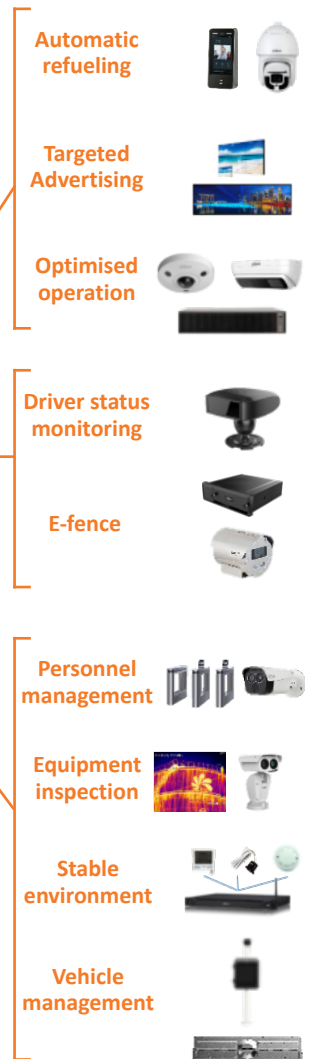 Automatic
refueling
Targeted
Advertising
Optimised
operation
Driver status
monitoring
E-fence
Personnel
management
Equipment
inspection
Stable
environment
Vehicle
management